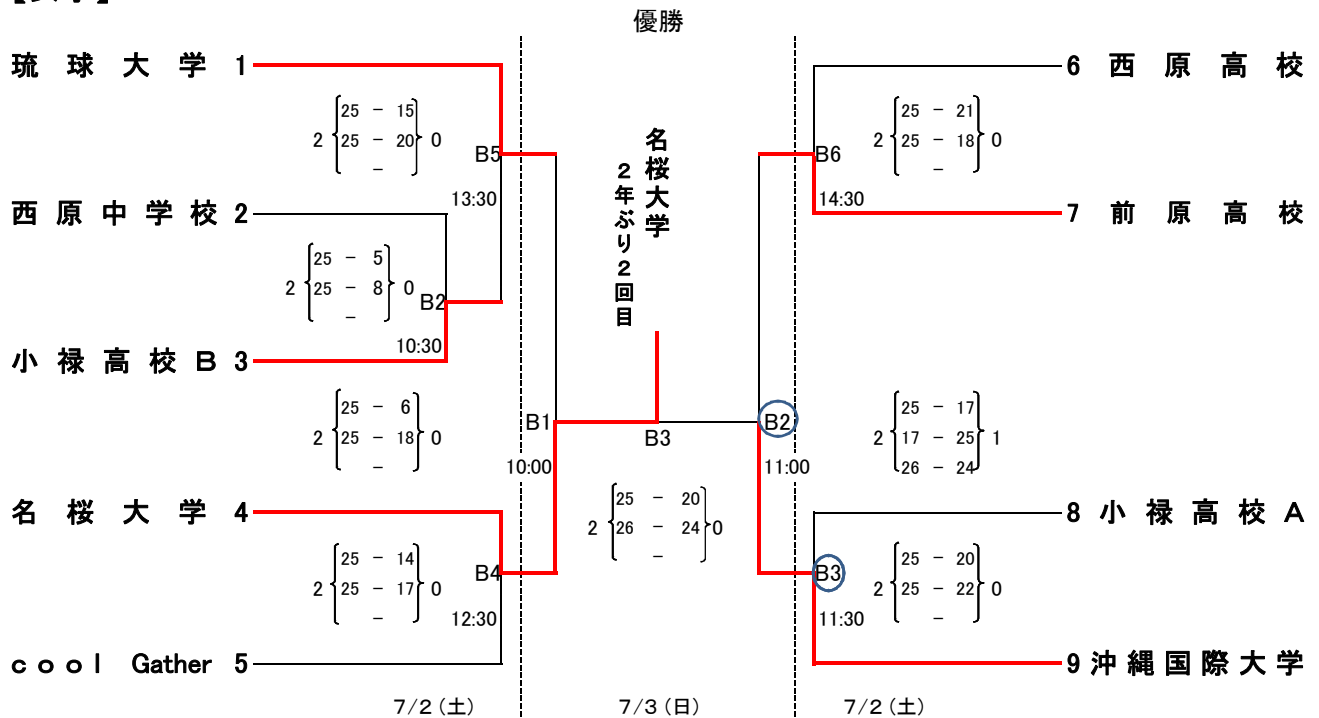 優勝
琉球大学 1
25 - 15
2 25 - 20 0
-
B5
13:30
西原中学校 2
25 - 5
2 25 - 8 0
-
B2
10:30
小禄高校B 3
25 - 6
2 25 - 18 0
-
B1
10:00
名桜大学 4
25 - 14
2 25 - 17 0
-
B4
12:30
cool Gather 5
7/2(土)
名桜大学
2年ぶり2回目
B3
25 - 20
2 26 - 24 0
-
7/3(日)
6 西原高校
25 - 21
2 25 - 18 0
-
B6
14:30
7 前原高校
B2
11:00
25 - 17
2 17 - 25 1
26 - 24
8 小禄高校A
25 - 20
2 25 - 22 0
-
B3
11:30
9 沖縄国際大学
7/2(土)